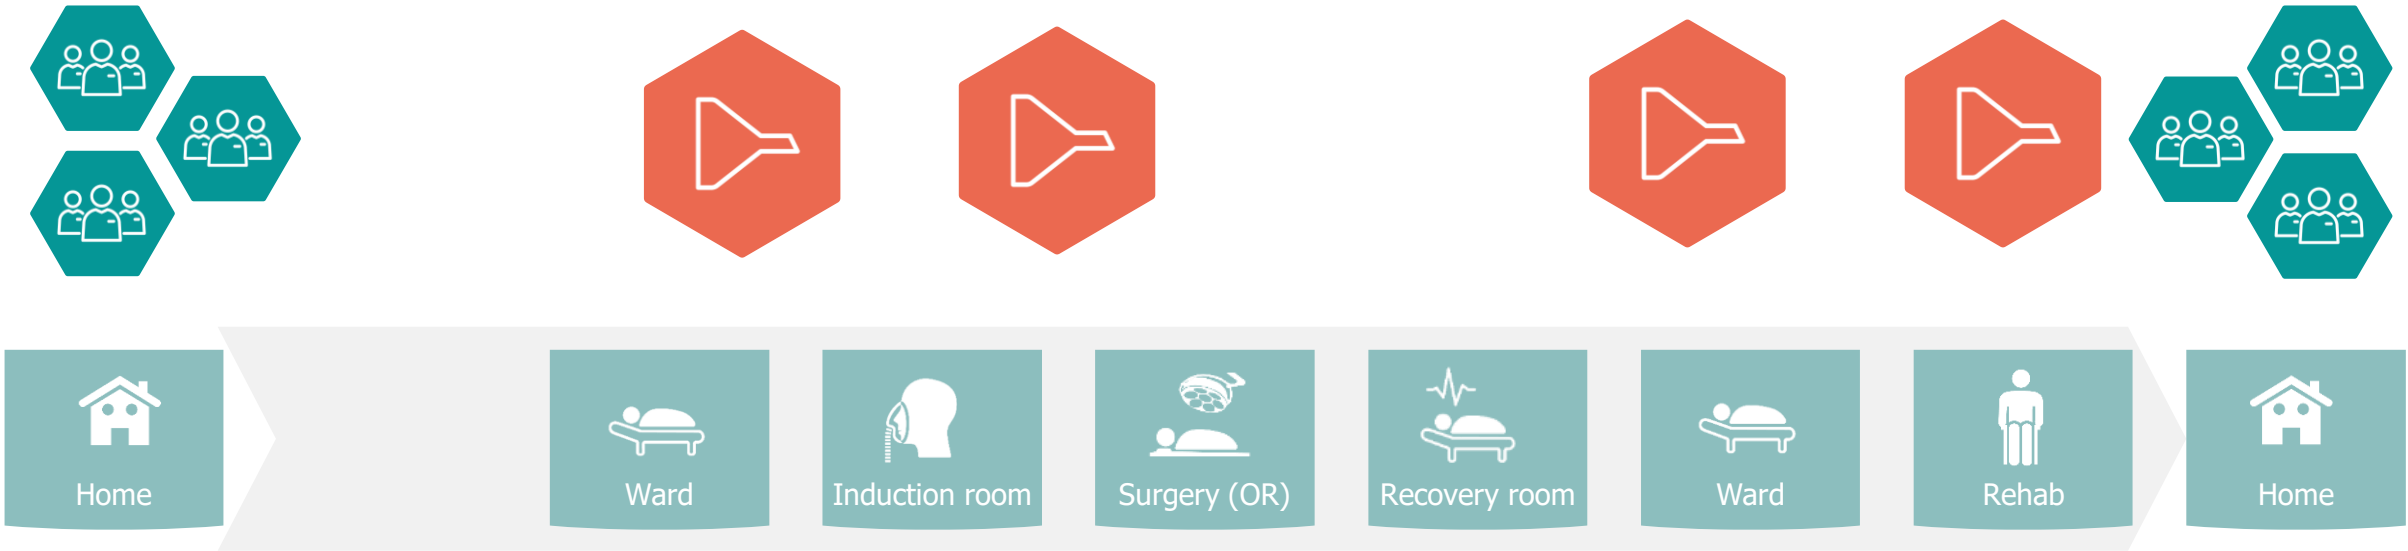 Home
Ward
Induction room
Surgery (OR)
Recovery room
Ward
Rehab
Home